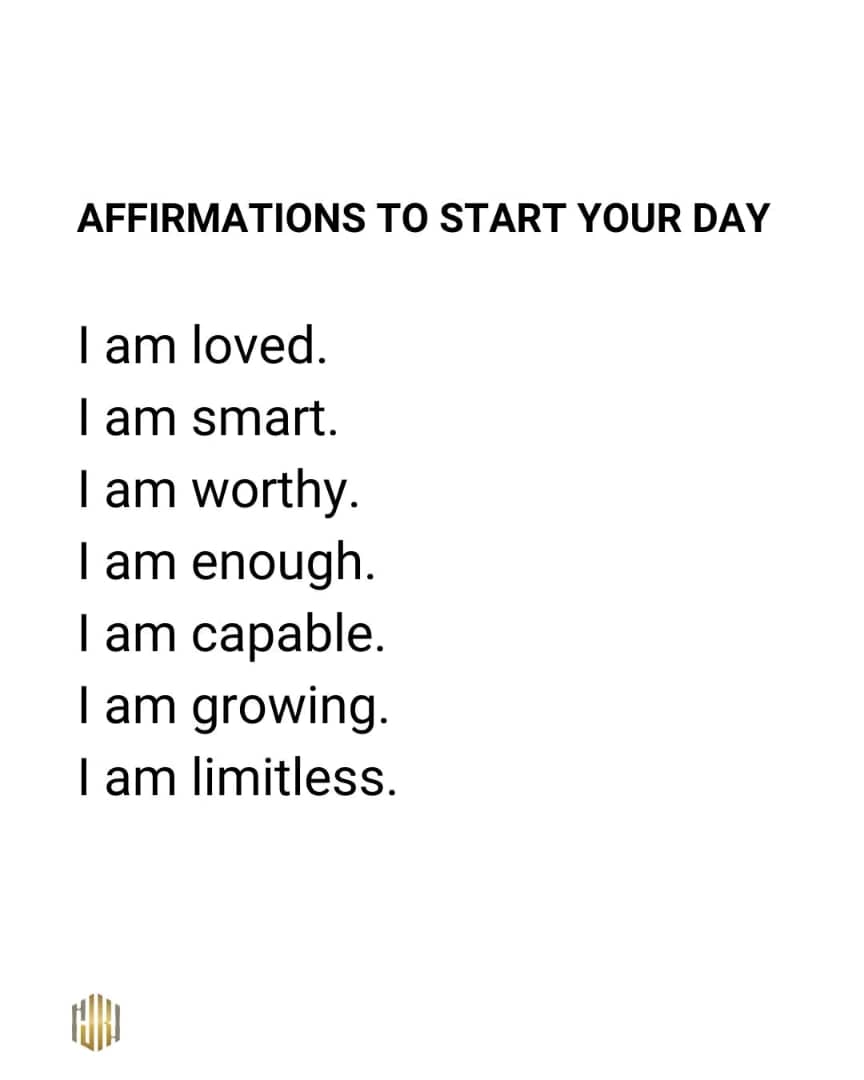 AFFIRMATIONS TO START YOUR DAY
I am loved.
I am smart.
I am worthy.
I am enough.
I am capable.
I am growing.
I am limitless.